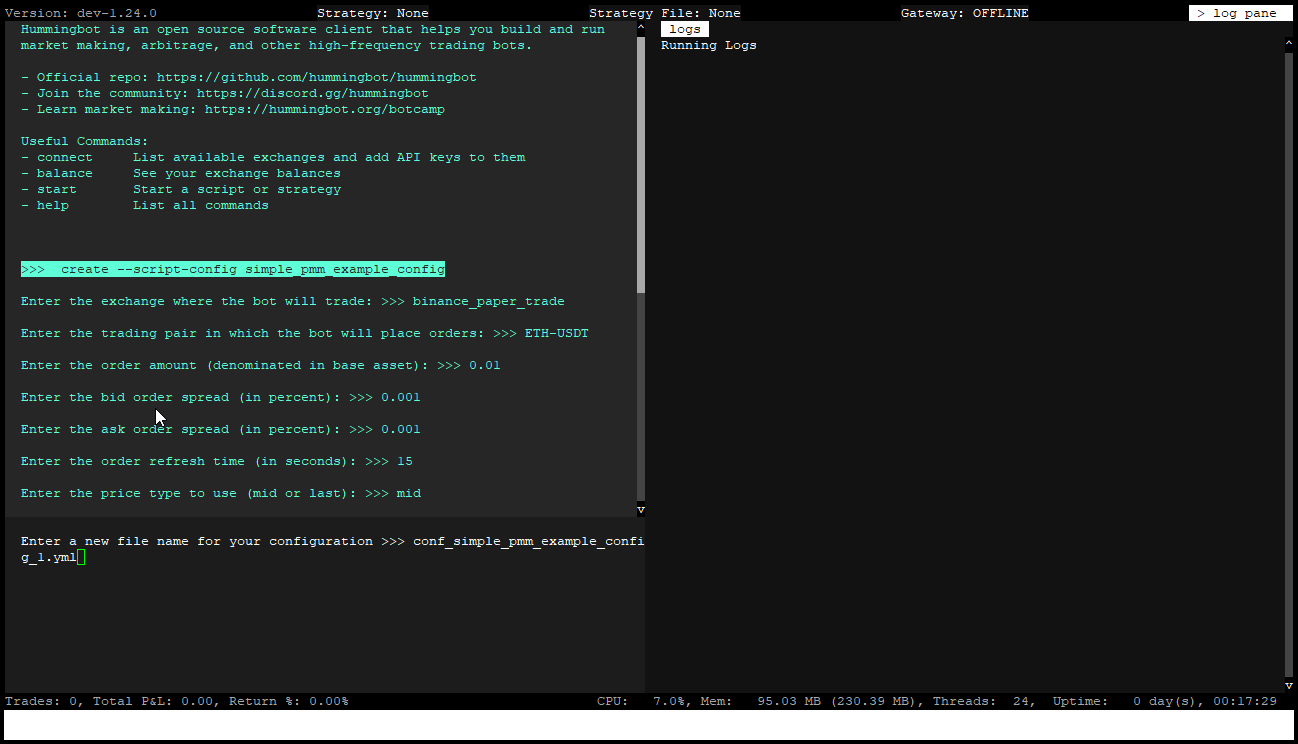 Version: dev-1.24.0 Strategy: None Strategy File: None Gateway: OFFLINE > log pane
Hummingbot is an open source software client that helps you build and run
market making, arbitrage, and other high-frequency trading bots.
- Official repo: https://github.com/hummingbot/hummingbot
- Join the community: https://discord.gg/hummingbot
- Learn market making: https://hummingbot.org/botcamp
Useful Commands:
- connect List available exchanges and add API keys to them
- balance See your exchange balances
- start Start a script or strategy
- help List all commands
>>> create --script-config simple_pmm_example_config
Enter the exchange where the bot will trade: >>> binance_paper_trade
Enter the trading pair in which the bot will place orders: >>> ETH-USDT
Enter the order amount (denominated in base asset): >>> 0.01
Enter the bid order spread (in percent): >>> 0.001
Enter the ask order spread (in percent): >>> 0.001
Enter the order refresh time (in seconds): >>> 15
Enter the price type to use (mid or last): >>> mid
Enter a new file name for your configuration >>> conf_simple_pmm_example_confi
g_1.yml
logs
Running Logs
Trades: 0, Total P&L: 0.00, Return %: 0.00% CPU: 7.0%, Mem: 95.03 MB (230.39 MB), Threads: 24, Uptime: 0 day(s), 00:17:29